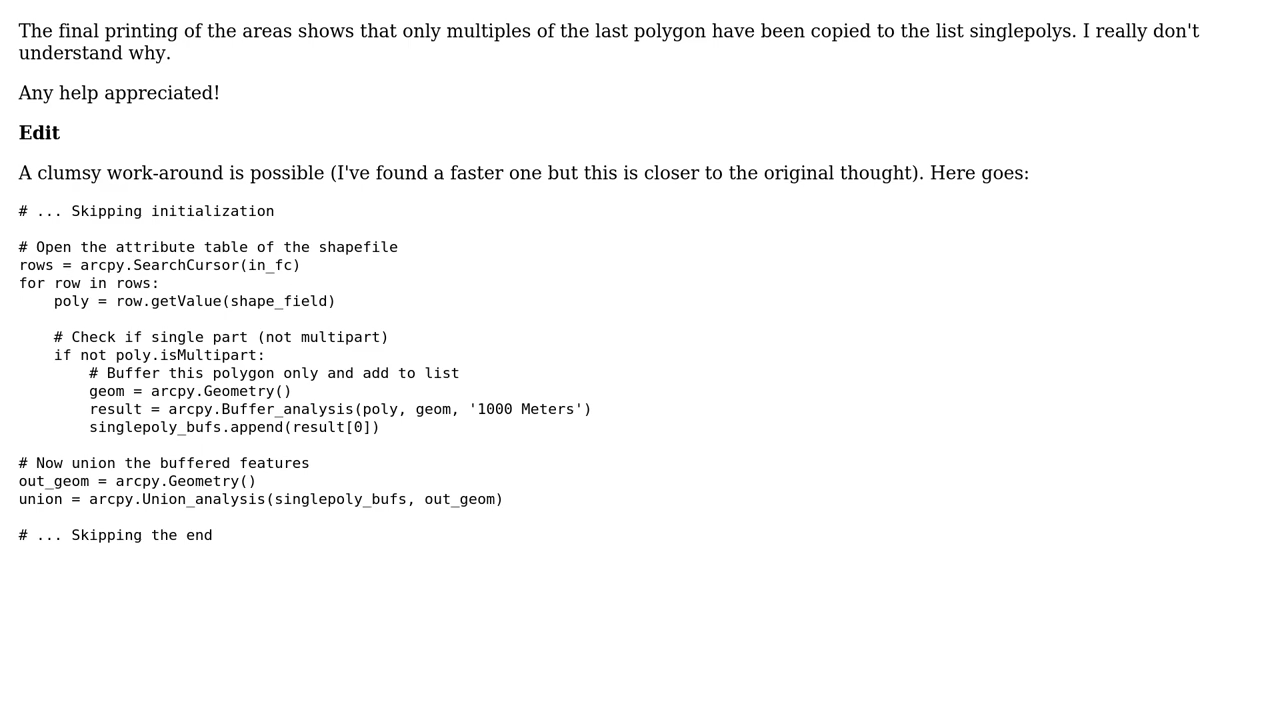 The final printing of the areas shows that only multiples of the last polygon have been copied to the list singlepolys. I really don't
understand why.
Any help appreciated!
Edit
A clumsy work-around is possible (I've found a faster one but this is closer to the original thought). Here goes:
# ... Skipping initialization
# Open the attribute table of the shapefile
rows = arcpy.SearchCursor(in_fc)
for row in rows:
    poly = row.getValue(shape_field)
    # Check if single part (not multipart)
    if not poly.isMultipart:
        # Buffer this polygon only and add to list
        geom = arcpy.Geometry()
        result = arcpy.Buffer_analysis(poly, geom, '1000 Meters')
        singlepoly_bufs.append(result[0])
# Now union the buffered features
out_geom = arcpy.Geometry()
union = arcpy.Union_analysis(singlepoly_bufs, out_geom)
# ... Skipping the end